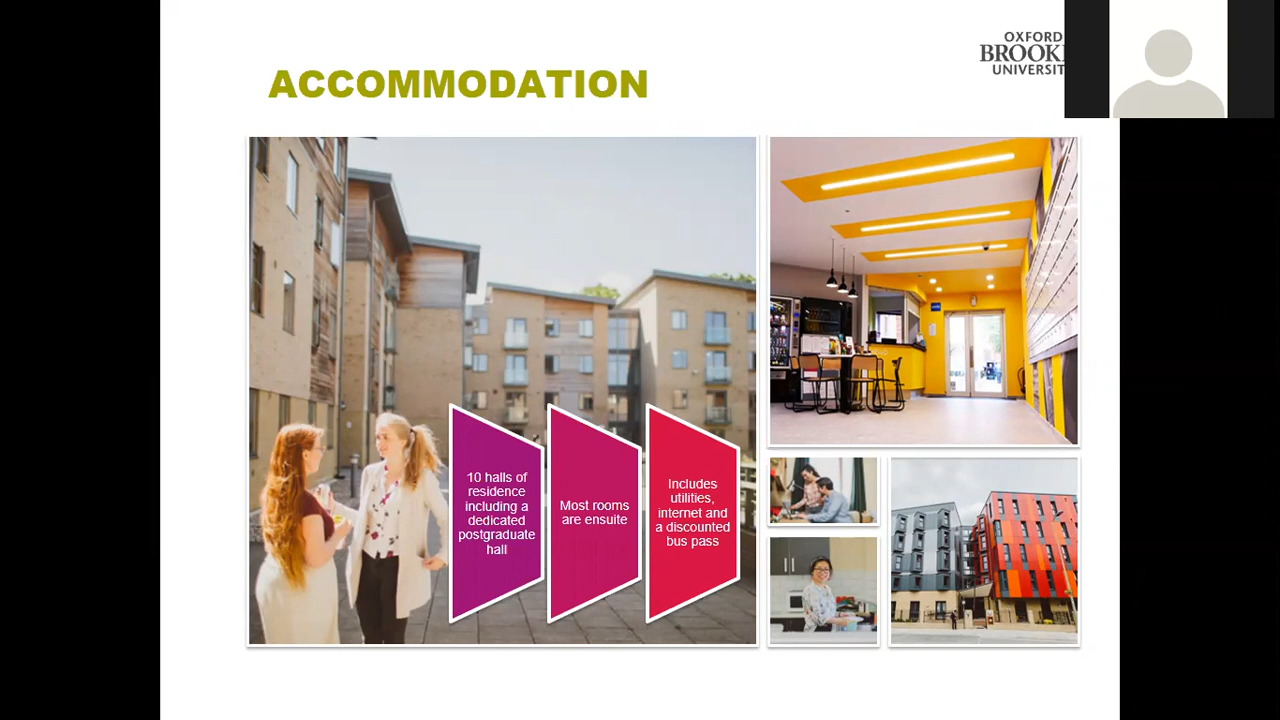 ACCOMMODATION
OXFORD
BROOK
UNIVERSIT
10 halls of
residence
including a
dedicated
postgraduate
hall
Most rooms
are ensuite
Includes
utilities,
internet and
a discounted
bus pass